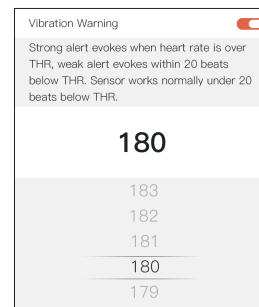 Vibration Warning
Strong alert evokes when heart rate is over
THR, weak alert evokes within 20 beats
below THR. Sensor works normally under 20
beats below THR.
180
183
182
181
180
179